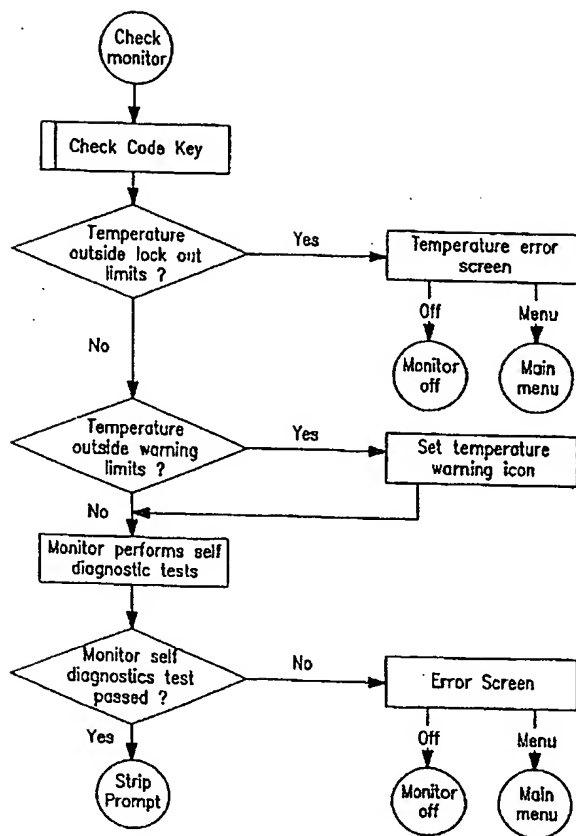 Check
monitor
Check Code Key
Temperature
outside lock out
limits ?
Yes
Temperature error
screen
Off
Menu
No
Monitor
off
Main
menu
Temperature
outside warning
limits ?
Yes
Set temperature
warning icon
No
Monitor performs self
diagnostic tests
Monitor self
diagnostics test
passed ?
No
Error Screen
Yes
Off
Menu
Strip
Prompt
Monitor
off
Main
menu